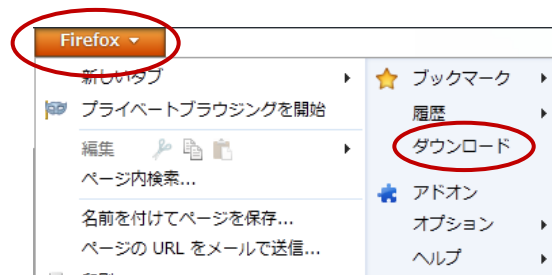 Firefox
新しいタブ
プライベートブラウジングを開始
編集
ページ内検索...
名前を付けてページを保存...
ページの URL をメールで送信...
ブックマーク
履歴
ダウンロード
アドオン
オプション
ヘルプ